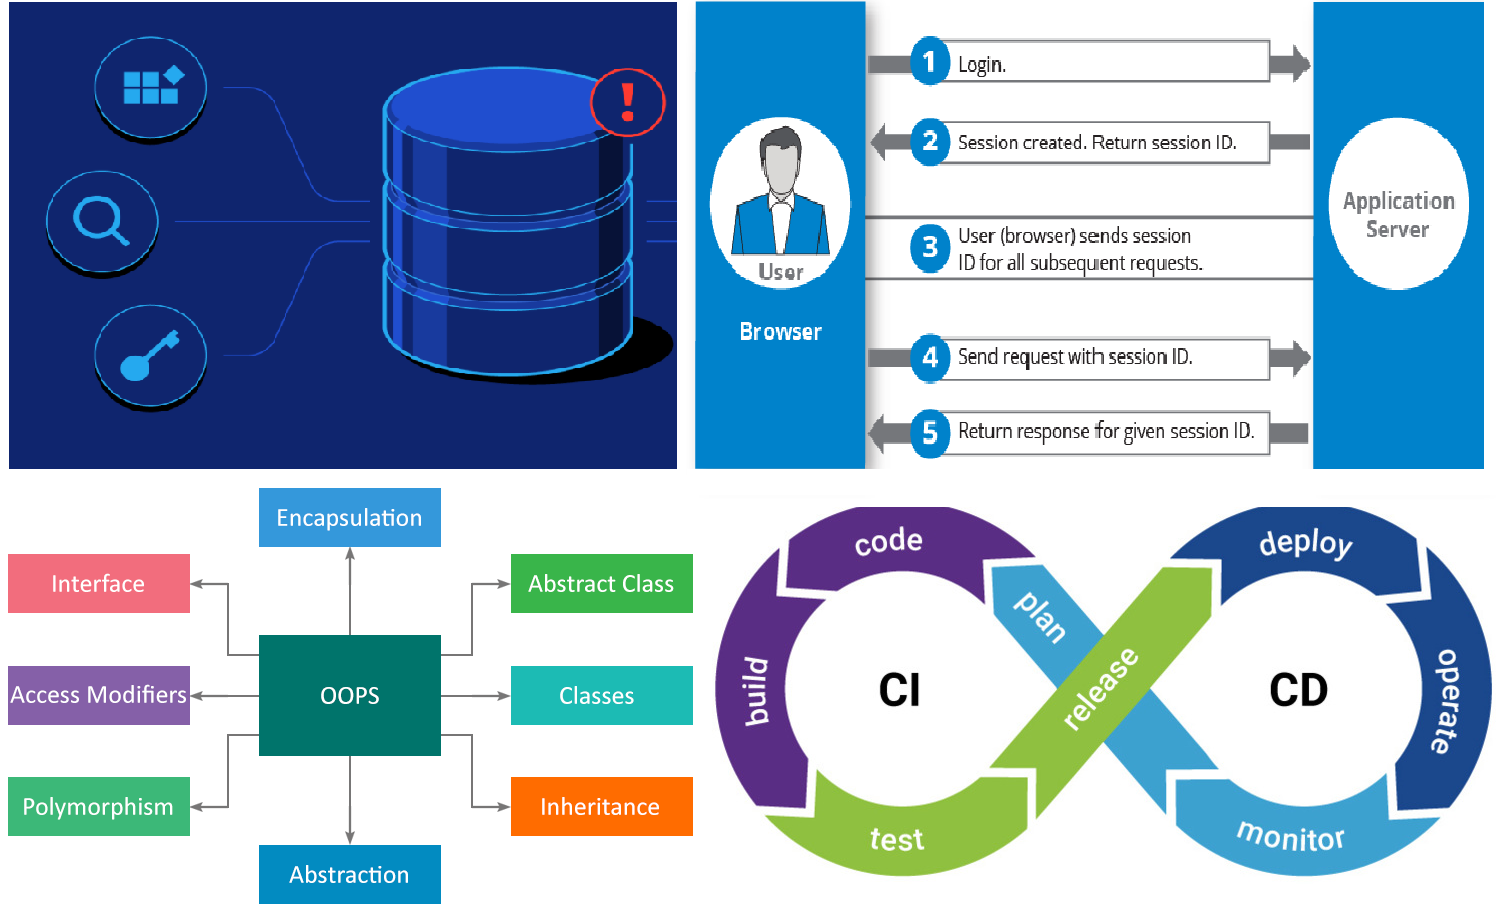 !
1 Login.
2 Session created. Return session ID.
3 User (browser) sends session
ID for all subsequent requests.
4 Send request with session ID.
5 Return response for given session ID.
User
Browser
Application
Server
Encapsulation
Interface
Abstract Class
Access Modifiers
OOPS
Classes
Polymorphism
Inheritance
Abstraction
code
build
test
plan
release
deploy
operate
monitor
CI
CD